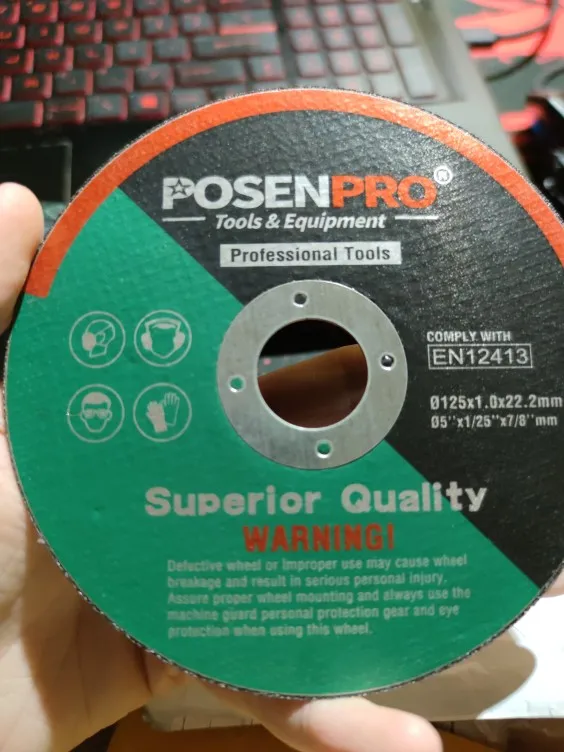 POSENPRO®
Tools & Equipment
Professional Tools
COMPLY WITH
EN12413
Ø125x1.0x22.2mm
Ø5''x1/25''x7/8''mm
Superior Quality
WARNING!
Defective wheel or improper use may cause wheel
breakage and result in serious personal injury.
Assure proper wheel mounting and always use the
machine guard personal protection gear and eye
protection when using this wheel.